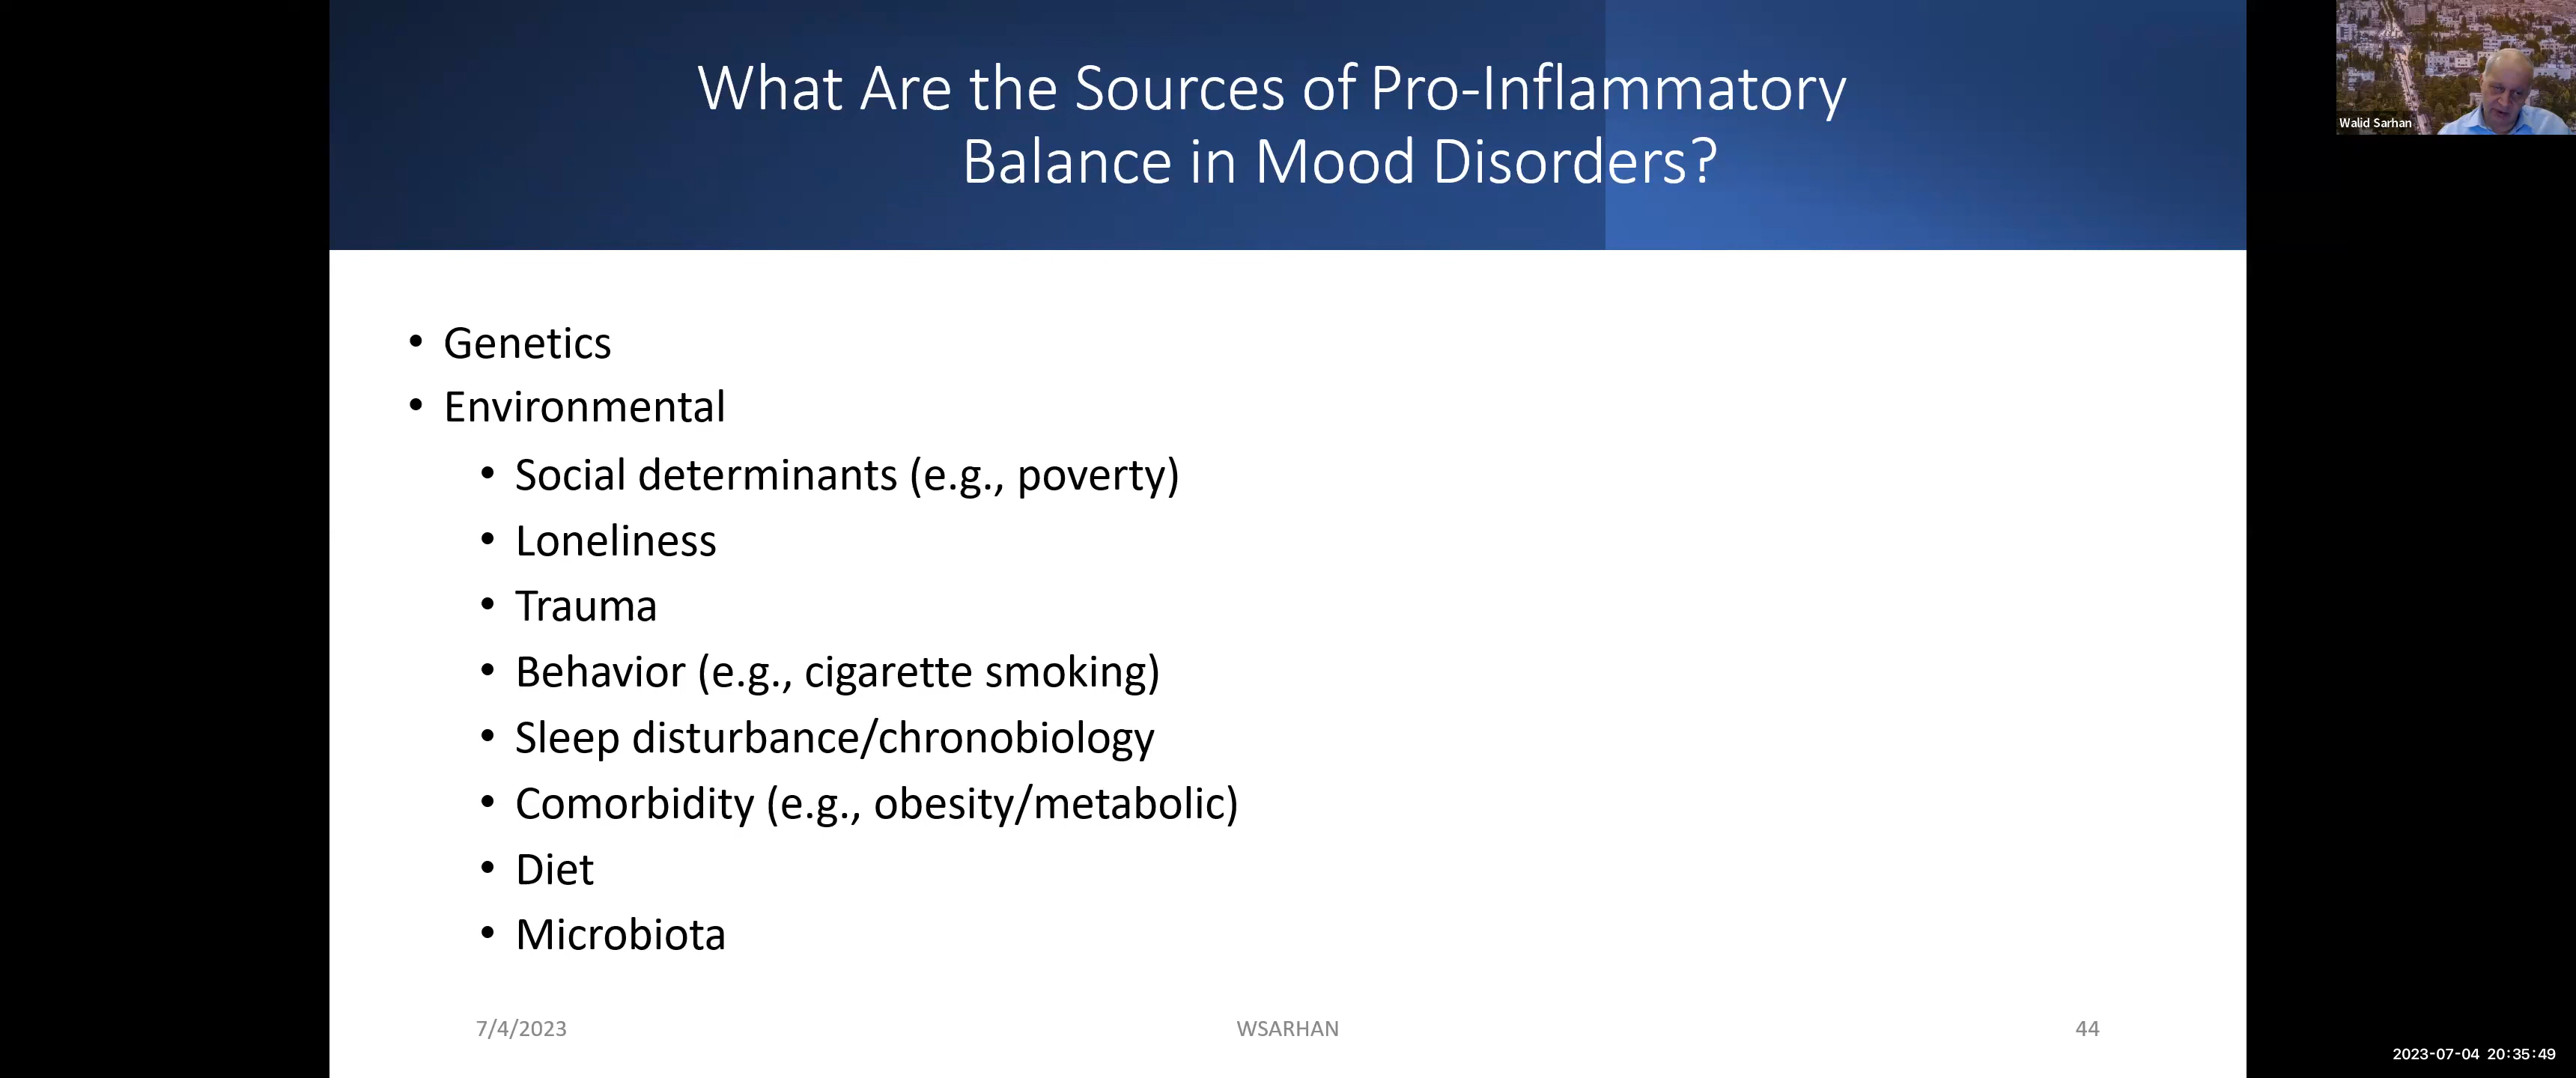 What Are the Sources of Pro-Inflammatory
Balance in Mood Disorders?
Walid Sarhan
• Genetics
• Environmental
• Social determinants (e.g., poverty)
• Loneliness
• Trauma
• Behavior (e.g., cigarette smoking)
• Sleep disturbance/chronobiology
• Comorbidity (e.g., obesity/metabolic)
• Diet
• Microbiota
7/4/2023
WSARHAN
44
2023-07-04 20:35:49